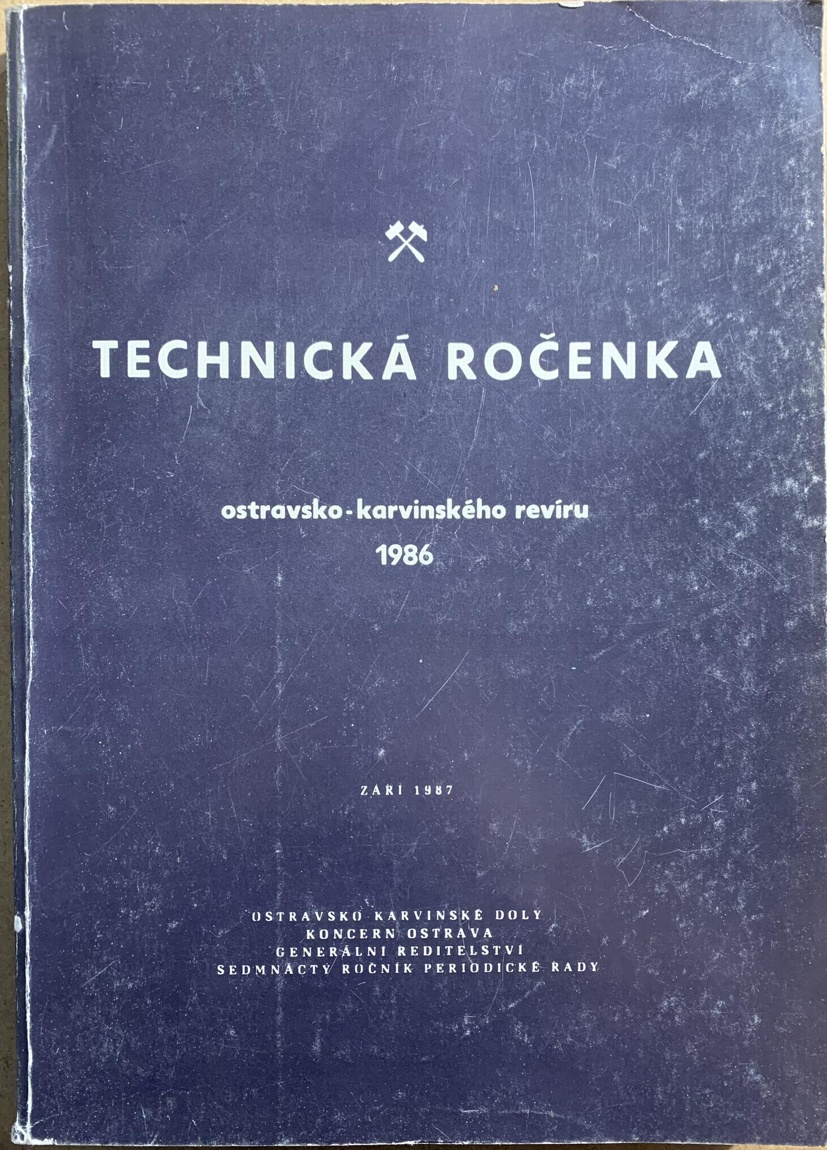 TECHNICKÁ ROČENKA
ostravsko-karvinského revíru
1986
ZÁŘÍ 1987
OSTRAVSKO KARVINSKÉ DOLY
KONCERN OSTRAVA
GENERÁLNÍ ŘEDITELSTVÍ
SEDMNÁCTÝ ROČNÍK PERIODICKÉ ŘADY